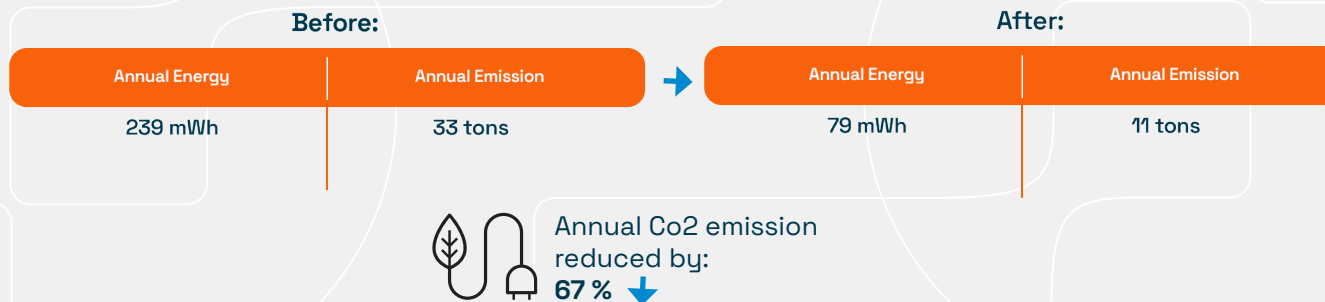 Before:
After:
Annual Energy
Annual Emission
Annual Energy
Annual Emission
239 mWh
33 tons
79 mWh
11 tons
Annual Co2 emission
reduced by:
67 %